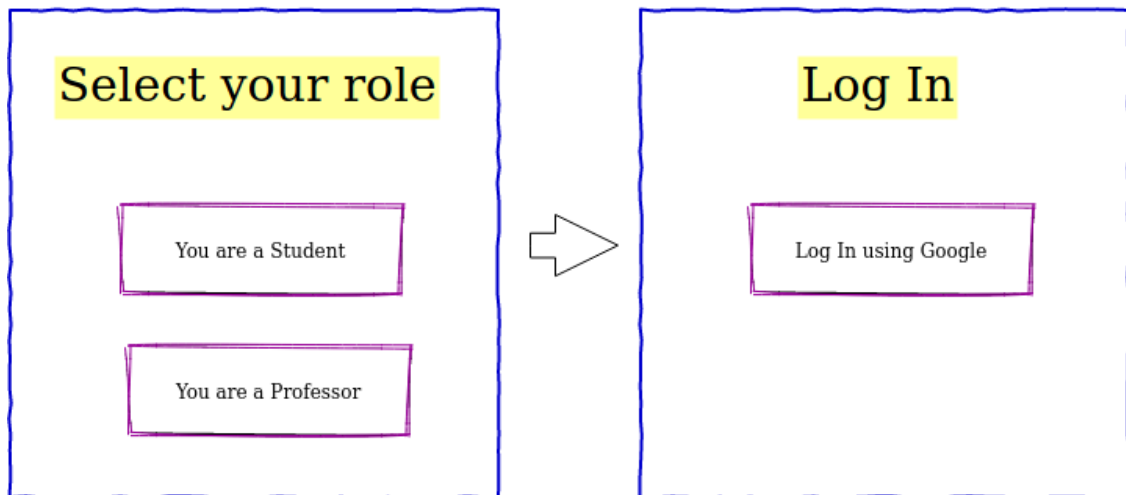 Select your role
You are a Student
You are a Professor
Log In
Log In using Google